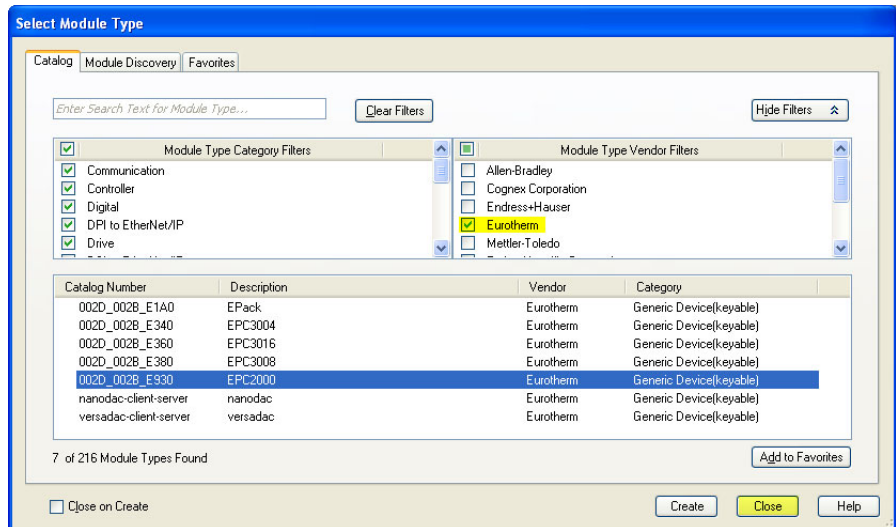 Select Module Type
Catalog Module Discovery Favorites
Enter Search Text for Module Type... Clear Filters Hide Filters
Module Type Category Filters Module Type Vendor Filters
Communication Allen-Bradley
Controller Cognex Corporation
Digital Endress+Hauser
DPI to EtherNet/IP Eurotherm
Drive Mettler-Toledo
Catalog Number Description Vendor Category
002D_002B_E1A0 EPack Eurotherm Generic Device(keyable)
002D_002B_E340 EPC3004 Eurotherm Generic Device(keyable)
002D_002B_E360 EPC3016 Eurotherm Generic Device(keyable)
002D_002B_E380 EPC3008 Eurotherm Generic Device(keyable)
002D_002B_E930 EPC2000 Eurotherm Generic Device(keyable)
nanodac-client-server nanodac Eurotherm Generic Device(keyable)
versadac-client-server versadac Eurotherm Generic Device(keyable)
7 of 216 Module Types Found Add to Favorites
Close on Create Create Close Help